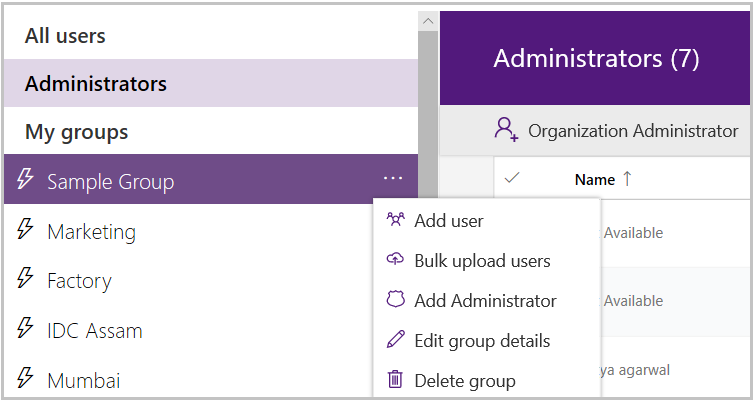 All users
Administrators
My groups
Sample Group ...
Marketing
Factory
IDC Assam
Mumbai
Add user
Bulk upload users
Add Administrator
Edit group details
Delete group
Administrators (7)
Organization Administrator
Name ↑
Available
Available
ya agarwal